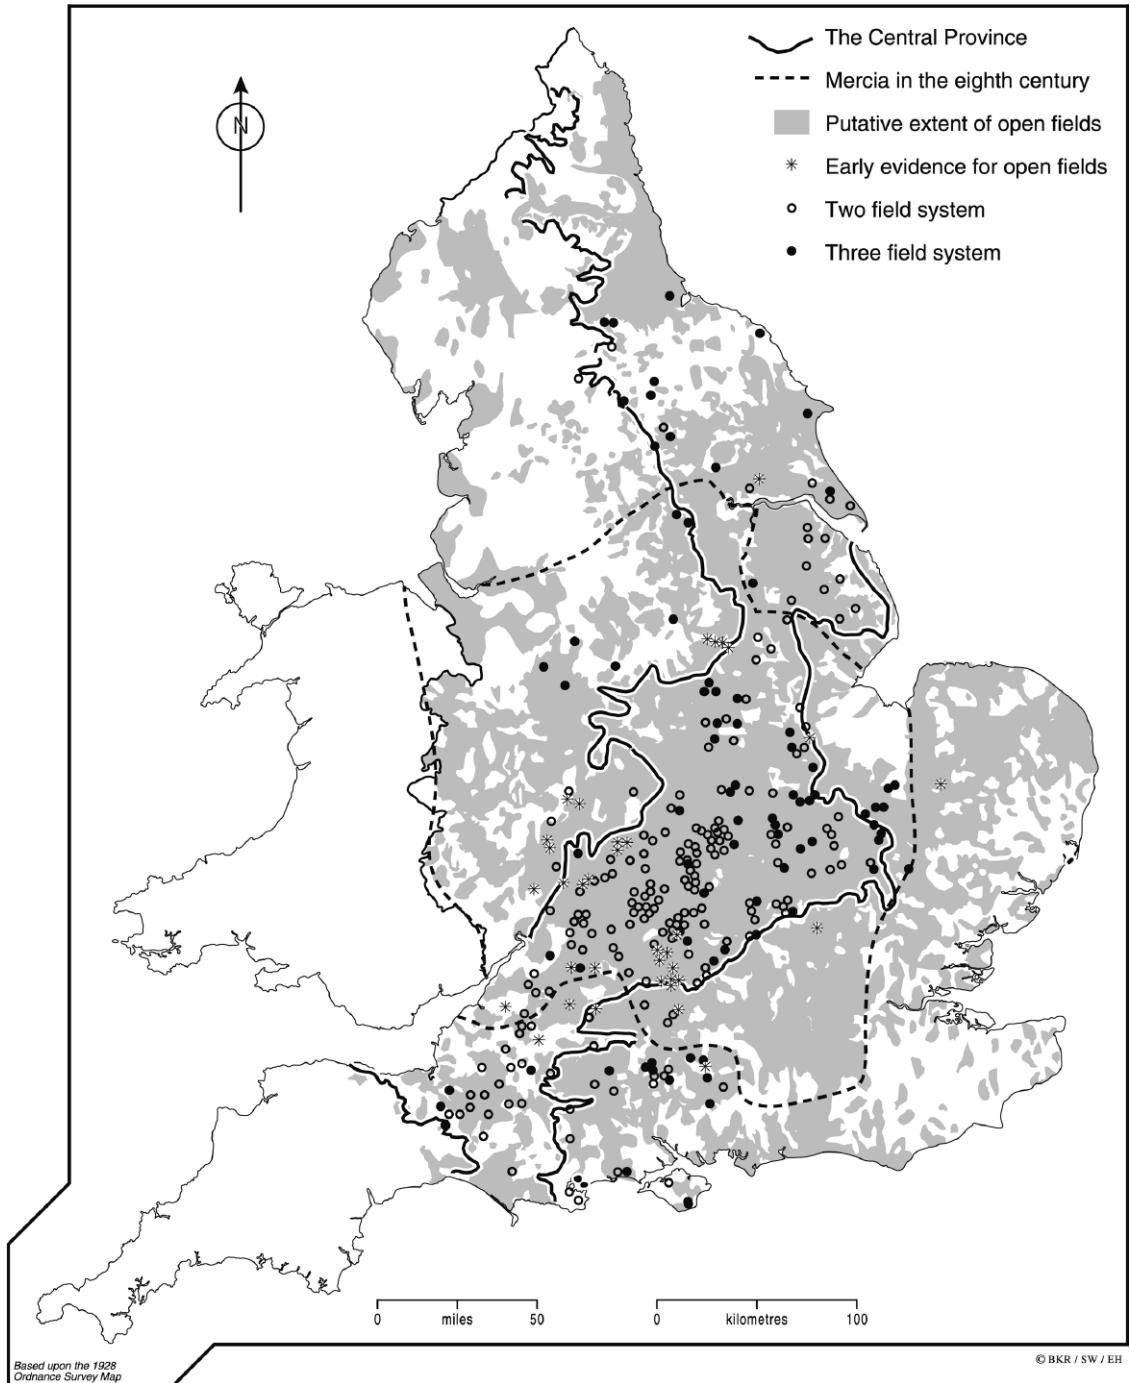 The Central Province
Mercia in the eighth century
Putative extent of open fields
Early evidence for open fields
Two field system
Three field system
N
0 miles 50
0 kilometres 100
Based upon the 1928
Ordnance Survey Map
© BKR / SW / EH